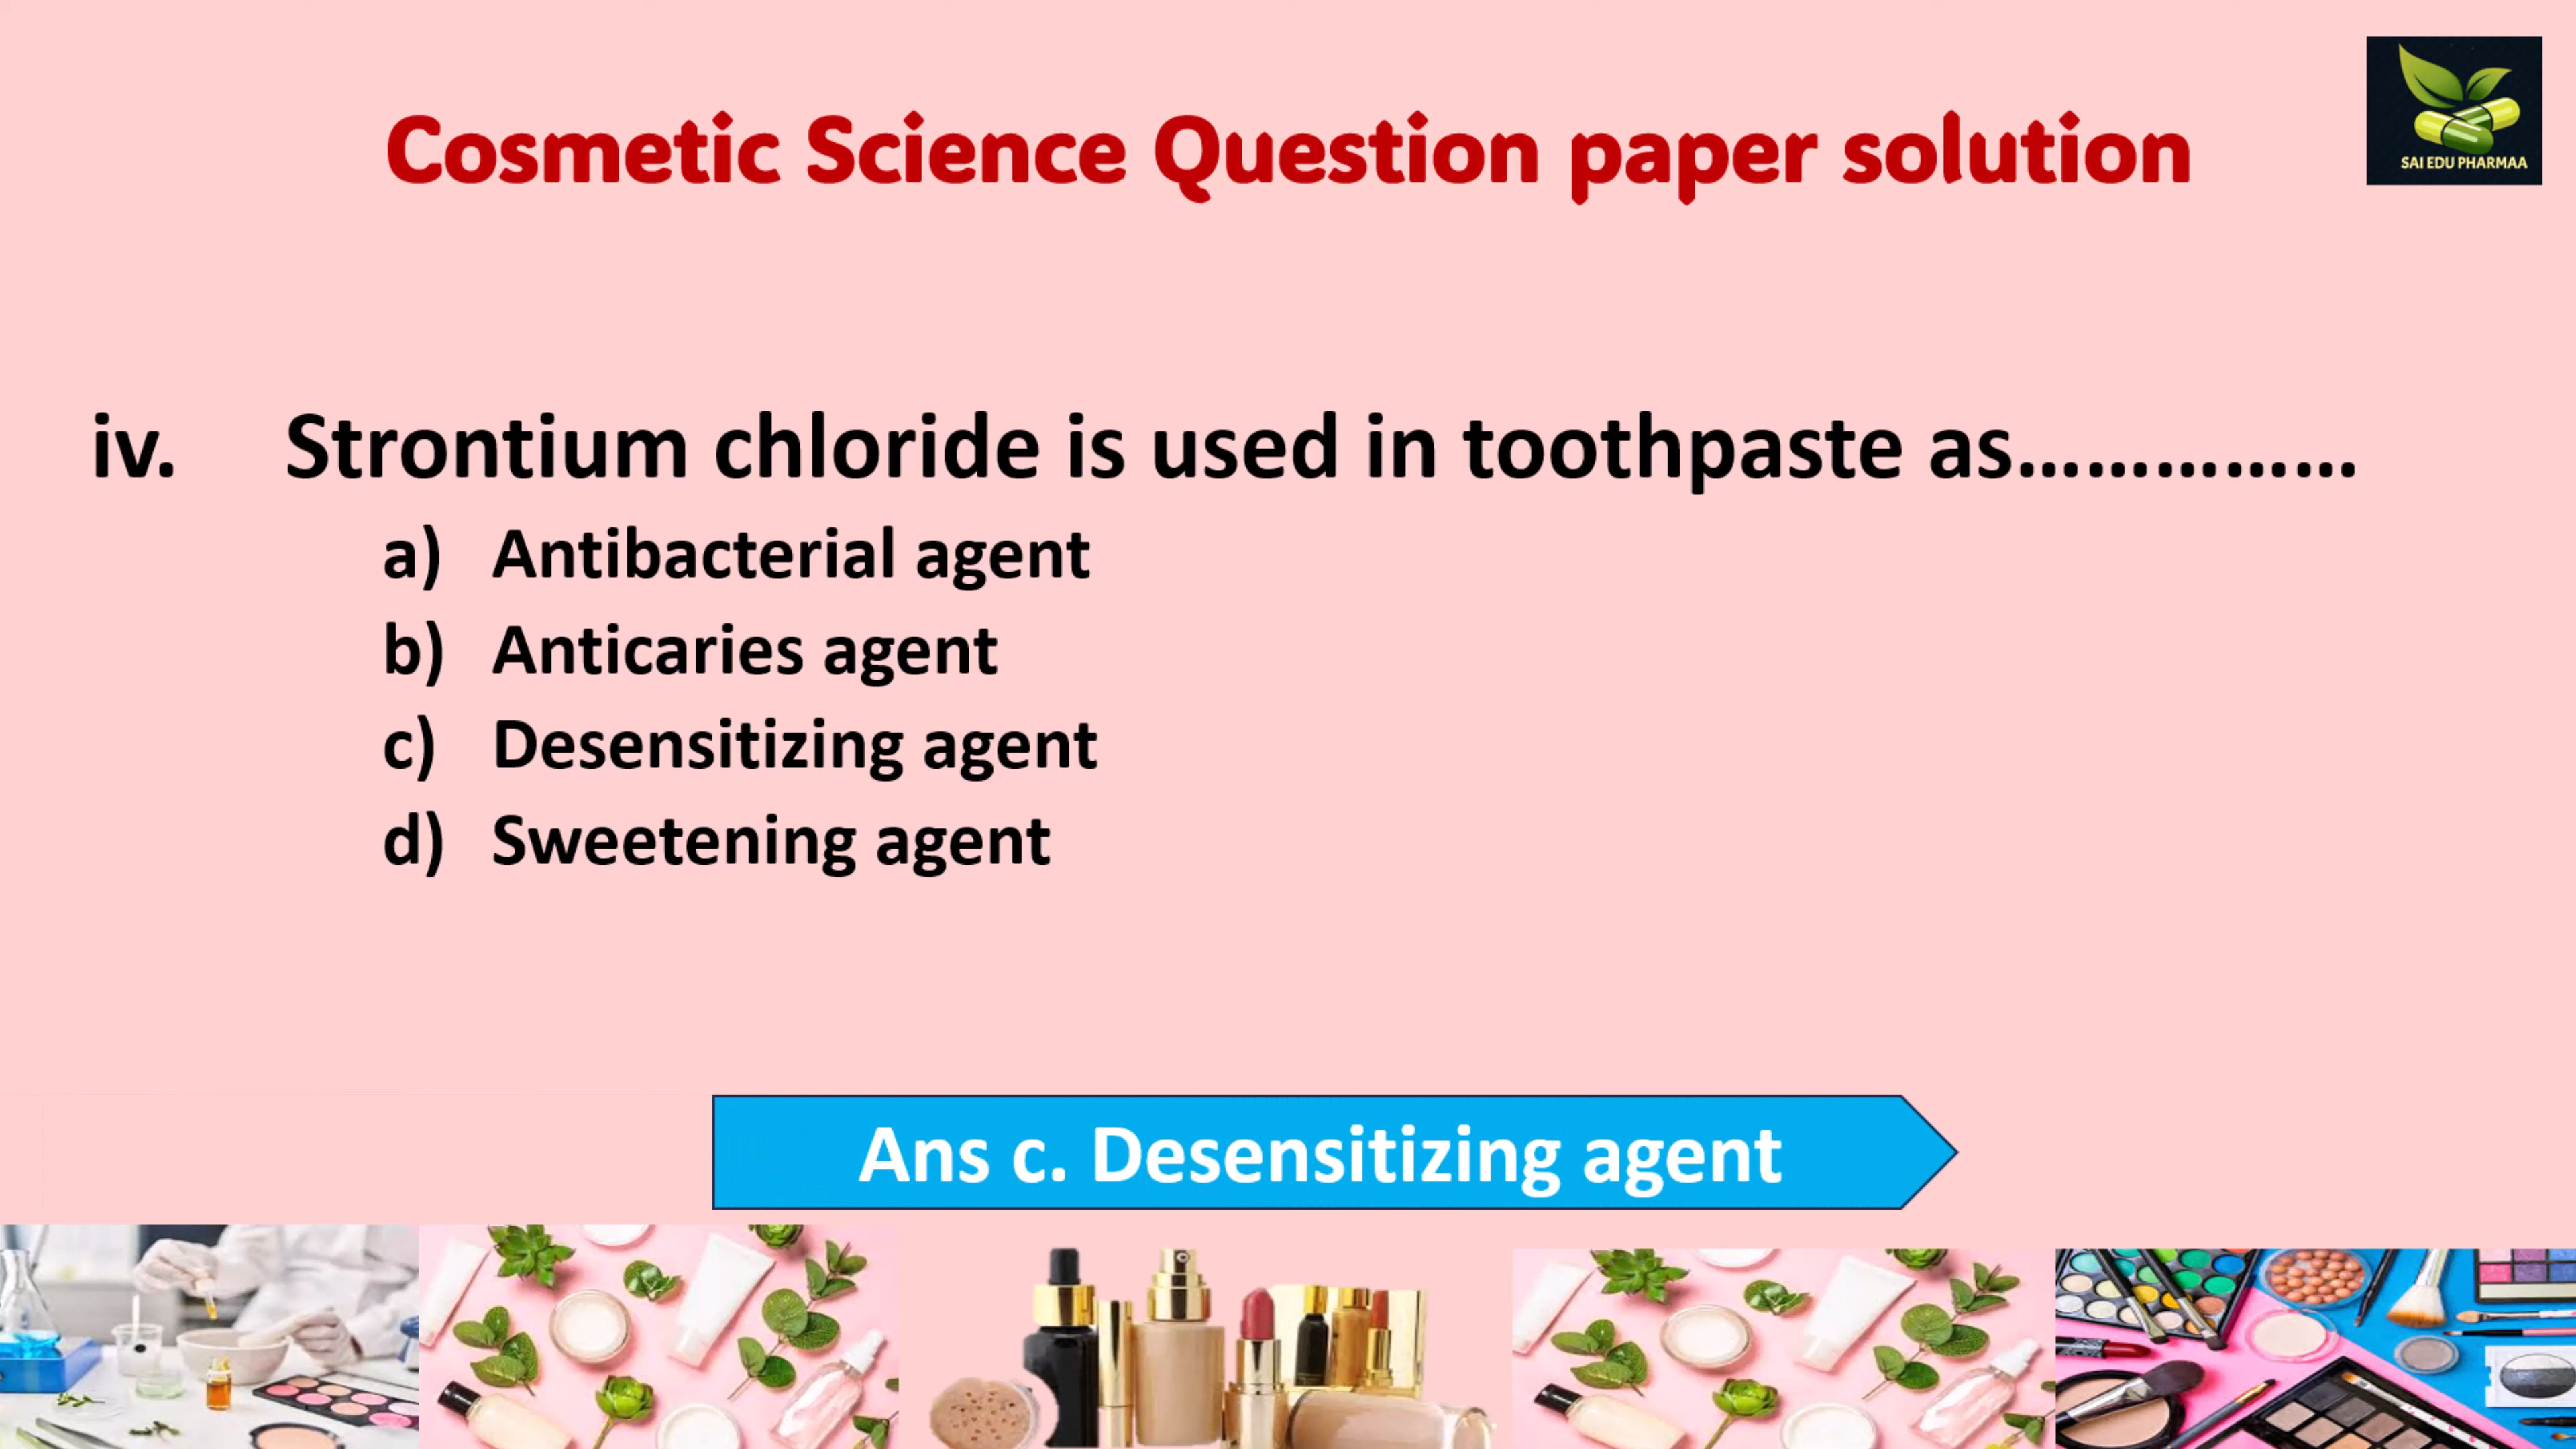 Cosmetic Science Question paper solution
SAI EDU PHARMAA
iv. Strontium chloride is used in toothpaste as……………
a) Antibacterial agent
b) Anticaries agent
c) Desensitizing agent
d) Sweetening agent
Ans c. Desensitizing agent